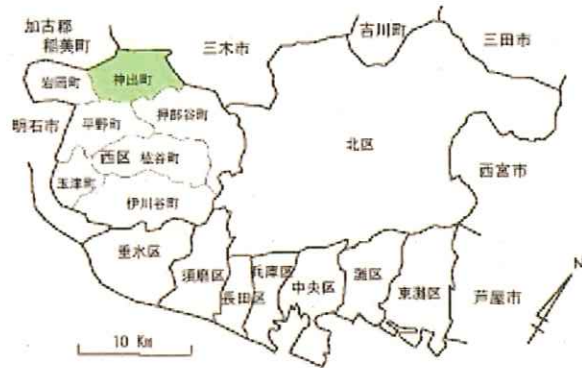 加古郡
稲美町
三木市
吉川町
三田市
岩岡町
神出町
押部谷町
平野町
明石市
北区
西区
櫨谷町
西宮市
玉津町
伊川谷町
垂水区
須磨区
兵庫区
長田区
中央区
灘区
東灘区
芦屋市
N
10 Km